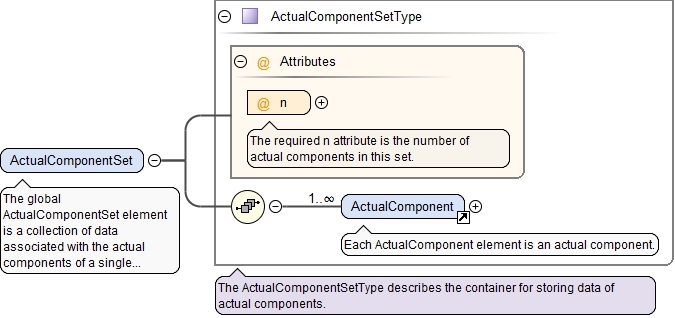 ActualComponentSetType
@ Attributes
@ n
The required n attribute is the number of
actual components in this set.
ActualComponentSet
The global
ActualComponentSet element
is a collection of data
associated with the actual
components of a single...
1..∞
ActualComponent
Each ActualComponent element is an actual component.
The ActualComponentSetType describes the container for storing data of
actual components.